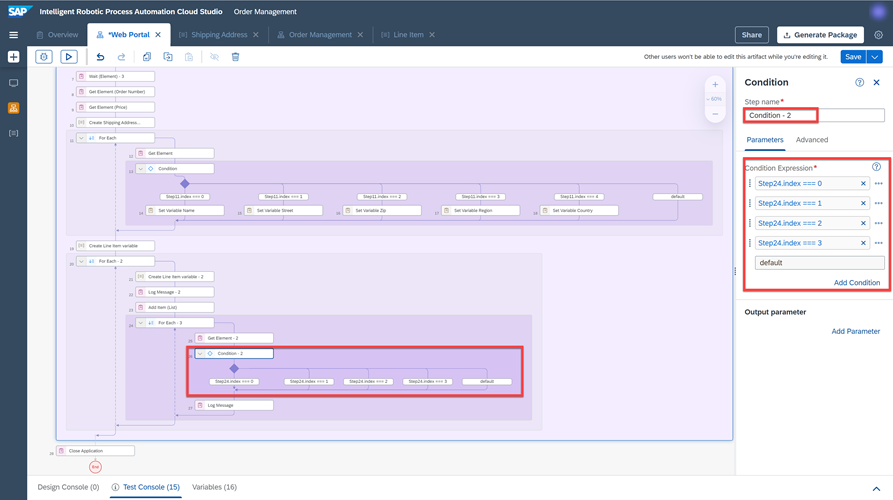 SAP Intelligent Robotic Process Automation Cloud Studio Order Management
Overview *Web Portal Shipping Address Order Management Line Item Share Generate Package
Other users won't be able to edit this artifact while you're editing it. Save
Wait (Element) - 3
Get Element (Order Number)
Get Element (Price)
Create Shipping Address...
For Each
Get Element
Condition
Step11.index === 0 Step11.index === 1 Step11.index === 2 Step11.index === 3 Step11.index === 4 default
Set Variable Name Set Variable Street Set Variable Zip Set Variable Region Set Variable Country
Create Line Item variable
For Each - 2
Create Line Item variable - 2
Log Message - 2
Add Item (List)
For Each - 3
Get Element - 2
Condition - 2
Step24.index === 0 Step24.index === 1 Step24.index === 2 Step24.index === 3 default
Log Message
Close Application
End
60%
Condition
Step name*
Condition - 2
Parameters Advanced
Condition Expression*
Step24.index === 0
Step24.index === 1
Step24.index === 2
Step24.index === 3
default
Add Condition
Output parameter
Add Parameter
Design Console (0) Test Console (15) Variables (16)